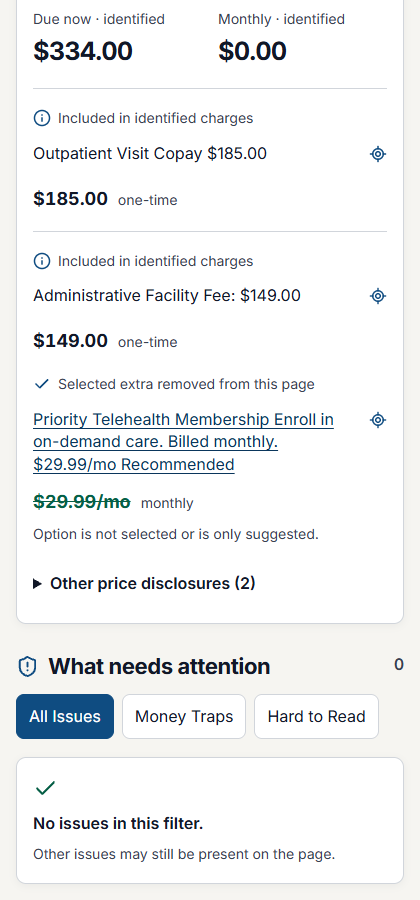 Due now · identified
Monthly · identified
$334.00
$0.00
Included in identified charges
Outpatient Visit Copay $185.00
$185.00 one-time
Included in identified charges
Administrative Facility Fee: $149.00
$149.00 one-time
Selected extra removed from this page
Priority Telehealth Membership Enroll in
on-demand care. Billed monthly.
$29.99/mo Recommended
$29.99/mo monthly
Option is not selected or is only suggested.
Other price disclosures (2)
What needs attention 0
All Issues
Money Traps
Hard to Read
No issues in this filter.
Other issues may still be present on the page.